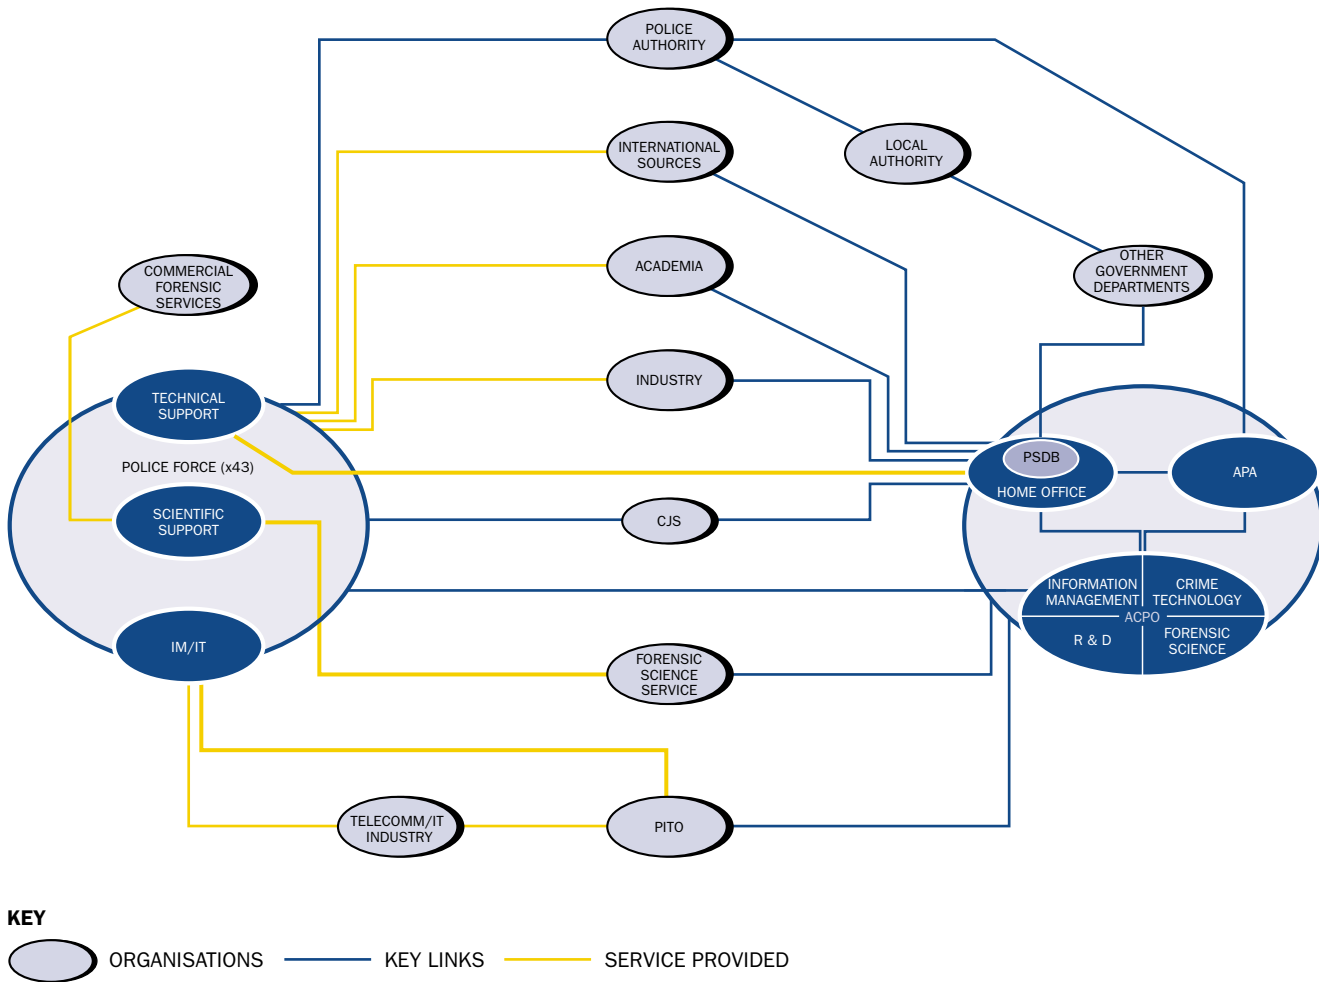 POLICE
AUTHORITY
INTERNATIONAL
SOURCES
LOCAL
AUTHORITY
ACADEMIA
OTHER
GOVERNMENT
DEPARTMENTS
COMMERCIAL
FORENSIC
SERVICES
INDUSTRY
TECHNICAL
SUPPORT
POLICE FORCE (x43)
SCIENTIFIC
SUPPORT
IM/IT
CJS
PSDB
HOME OFFICE
APA
INFORMATION
MANAGEMENT
CRIME
TECHNOLOGY
ACPO
R & D
FORENSIC
SCIENCE
FORENSIC
SCIENCE
SERVICE
TELECOMM/IT
INDUSTRY
PITO
KEY
ORGANISATIONS
KEY LINKS
SERVICE PROVIDED